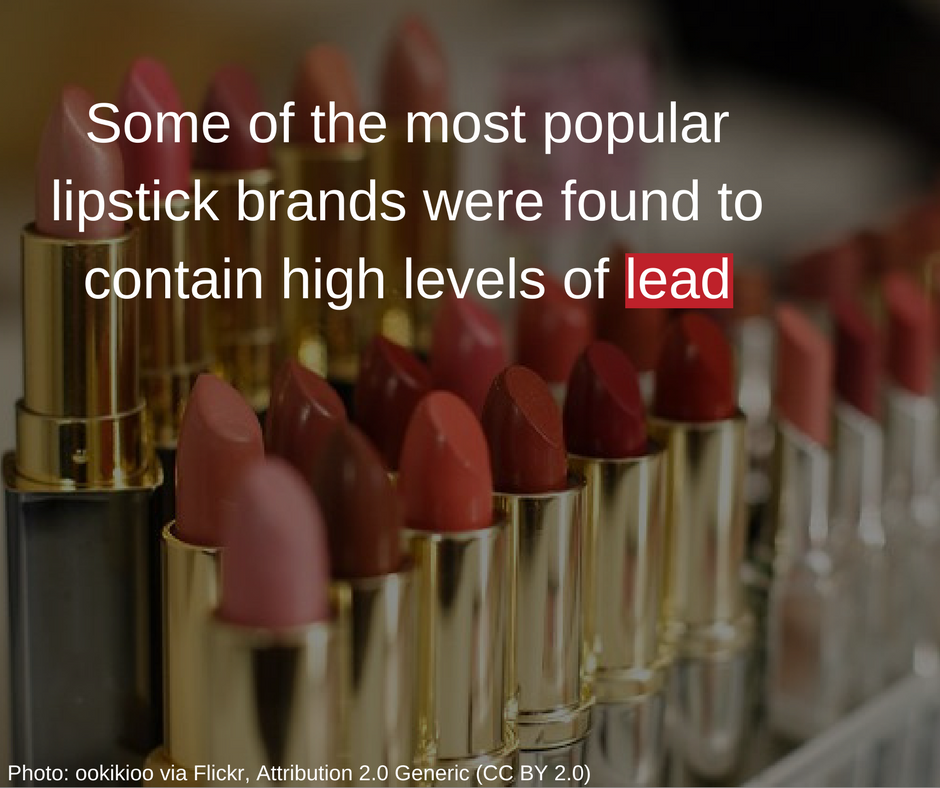 Some of the most popular
lipstick brands were found to
contain high levels of lead
Photo: ookikioo via Flickr, Attribution 2.0 Generic (CC BY 2.0)